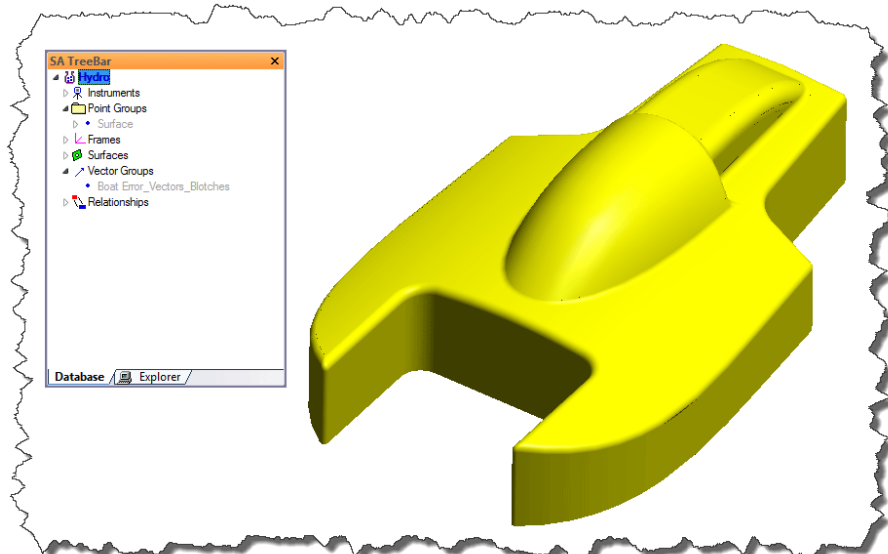 SA TreeBar
Hydro
Instruments
Point Groups
Surface
Frames
Surfaces
Vector Groups
Boat Error_Vectors_Blotches
Relationships
Database Explorer